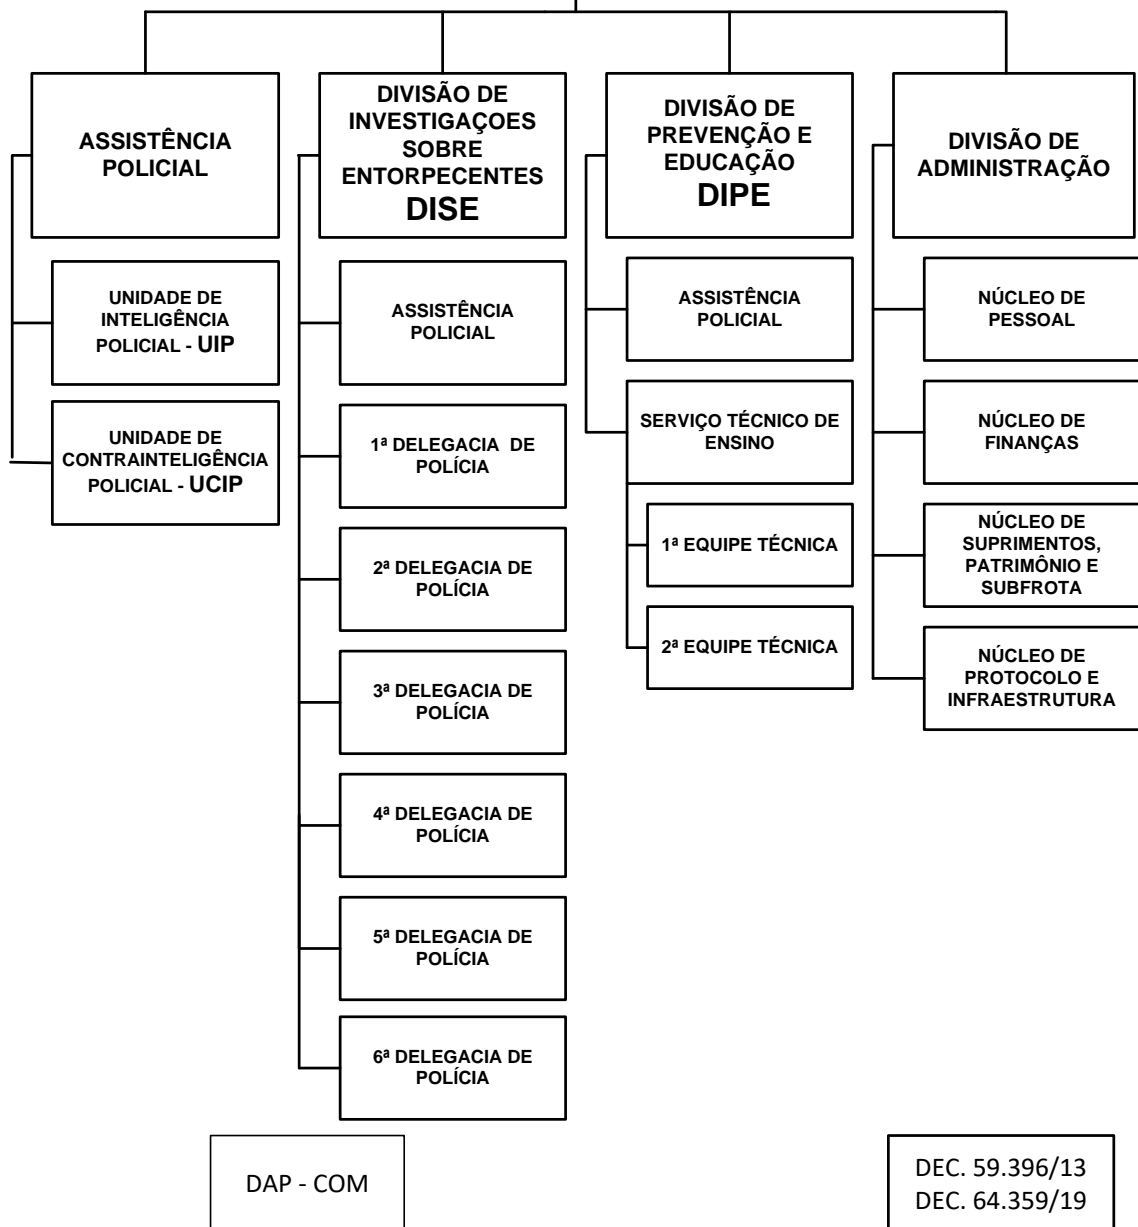 ASSISTÊNCIA
POLICIAL
UNIDADE DE
INTELIGÊNCIA
POLICIAL - UIP
UNIDADE DE
CONTRAINTELIGÊNCIA
POLICIAL - UCIP
DIVISÃO DE
INVESTIGAÇOES
SOBRE
ENTORPECENTES
DISE
ASSISTÊNCIA
POLICIAL
1ª DELEGACIA DE
POLÍCIA
2ª DELEGACIA DE
POLÍCIA
3ª DELEGACIA DE
POLÍCIA
4ª DELEGACIA DE
POLÍCIA
5ª DELEGACIA DE
POLÍCIA
6ª DELEGACIA DE
POLÍCIA
DIVISÃO DE
PREVENÇÃO E
EDUCAÇÃO
DIPE
ASSISTÊNCIA
POLICIAL
SERVIÇO TÉCNICO DE
ENSINO
1ª EQUIPE TÉCNICA
2ª EQUIPE TÉCNICA
DIVISÃO DE
ADMINISTRAÇÃO
NÚCLEO DE
PESSOAL
NÚCLEO DE
FINANÇAS
NÚCLEO DE
SUPRIMENTOS,
PATRIMÔNIO E
SUBFROTA
NÚCLEO DE
PROTOCOLO E
INFRAESTRUTURA
DAP - COM
DEC. 59.396/13
DEC. 64.359/19